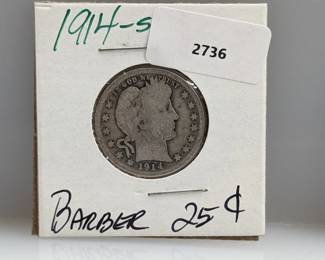 1914-S
2736
IN GOD WE TRUST
1914
BARBER 25¢